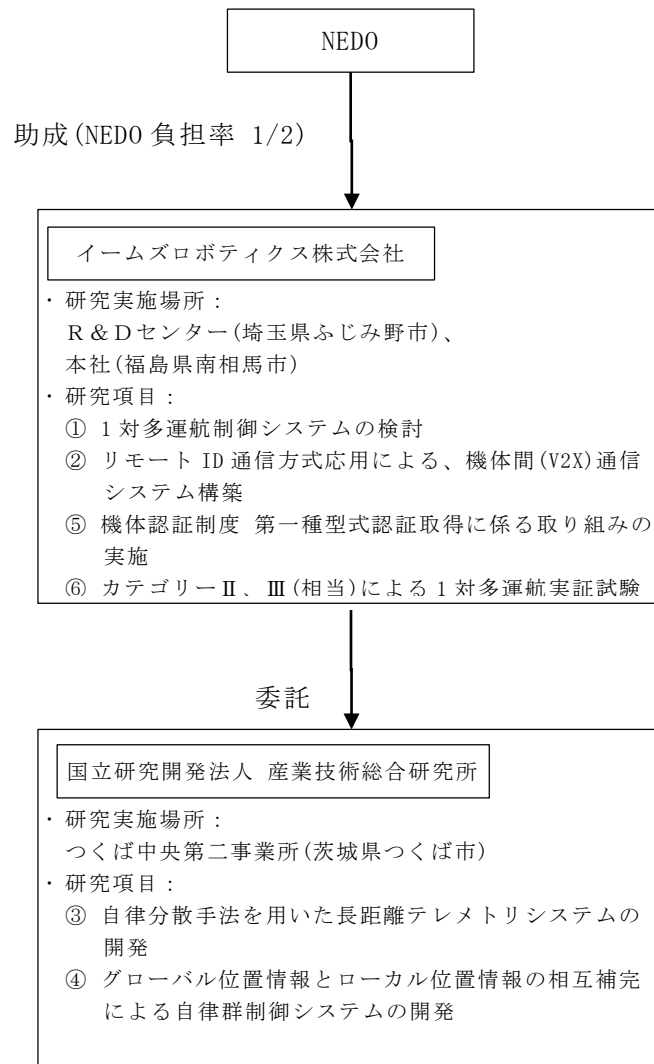 NEDO
助成(NEDO 負担率 1/2)
イームズロボティクス株式会社
・研究実施場所：
Ｒ＆Ｄセンター(埼玉県ふじみ野市)、
本社(福島県南相馬市)
・研究項目：
① 1 対多運航制御システムの検討
② リモート ID 通信方式応用による、機体間(V2X)通信
システム構築
⑤ 機体認証制度 第一種型式認証取得に係る取り組みの
実施
⑥ カテゴリーⅡ、Ⅲ(相当)による 1 対多運航実証試験
委託
国立研究開発法人 産業技術総合研究所
・研究実施場所：
つくば中央第二事業所(茨城県つくば市)
・研究項目：
③ 自律分散手法を用いた長距離テレメトリシステムの
開発
④ グローバル位置情報とローカル位置情報の相互補完
による自律群制御システムの開発